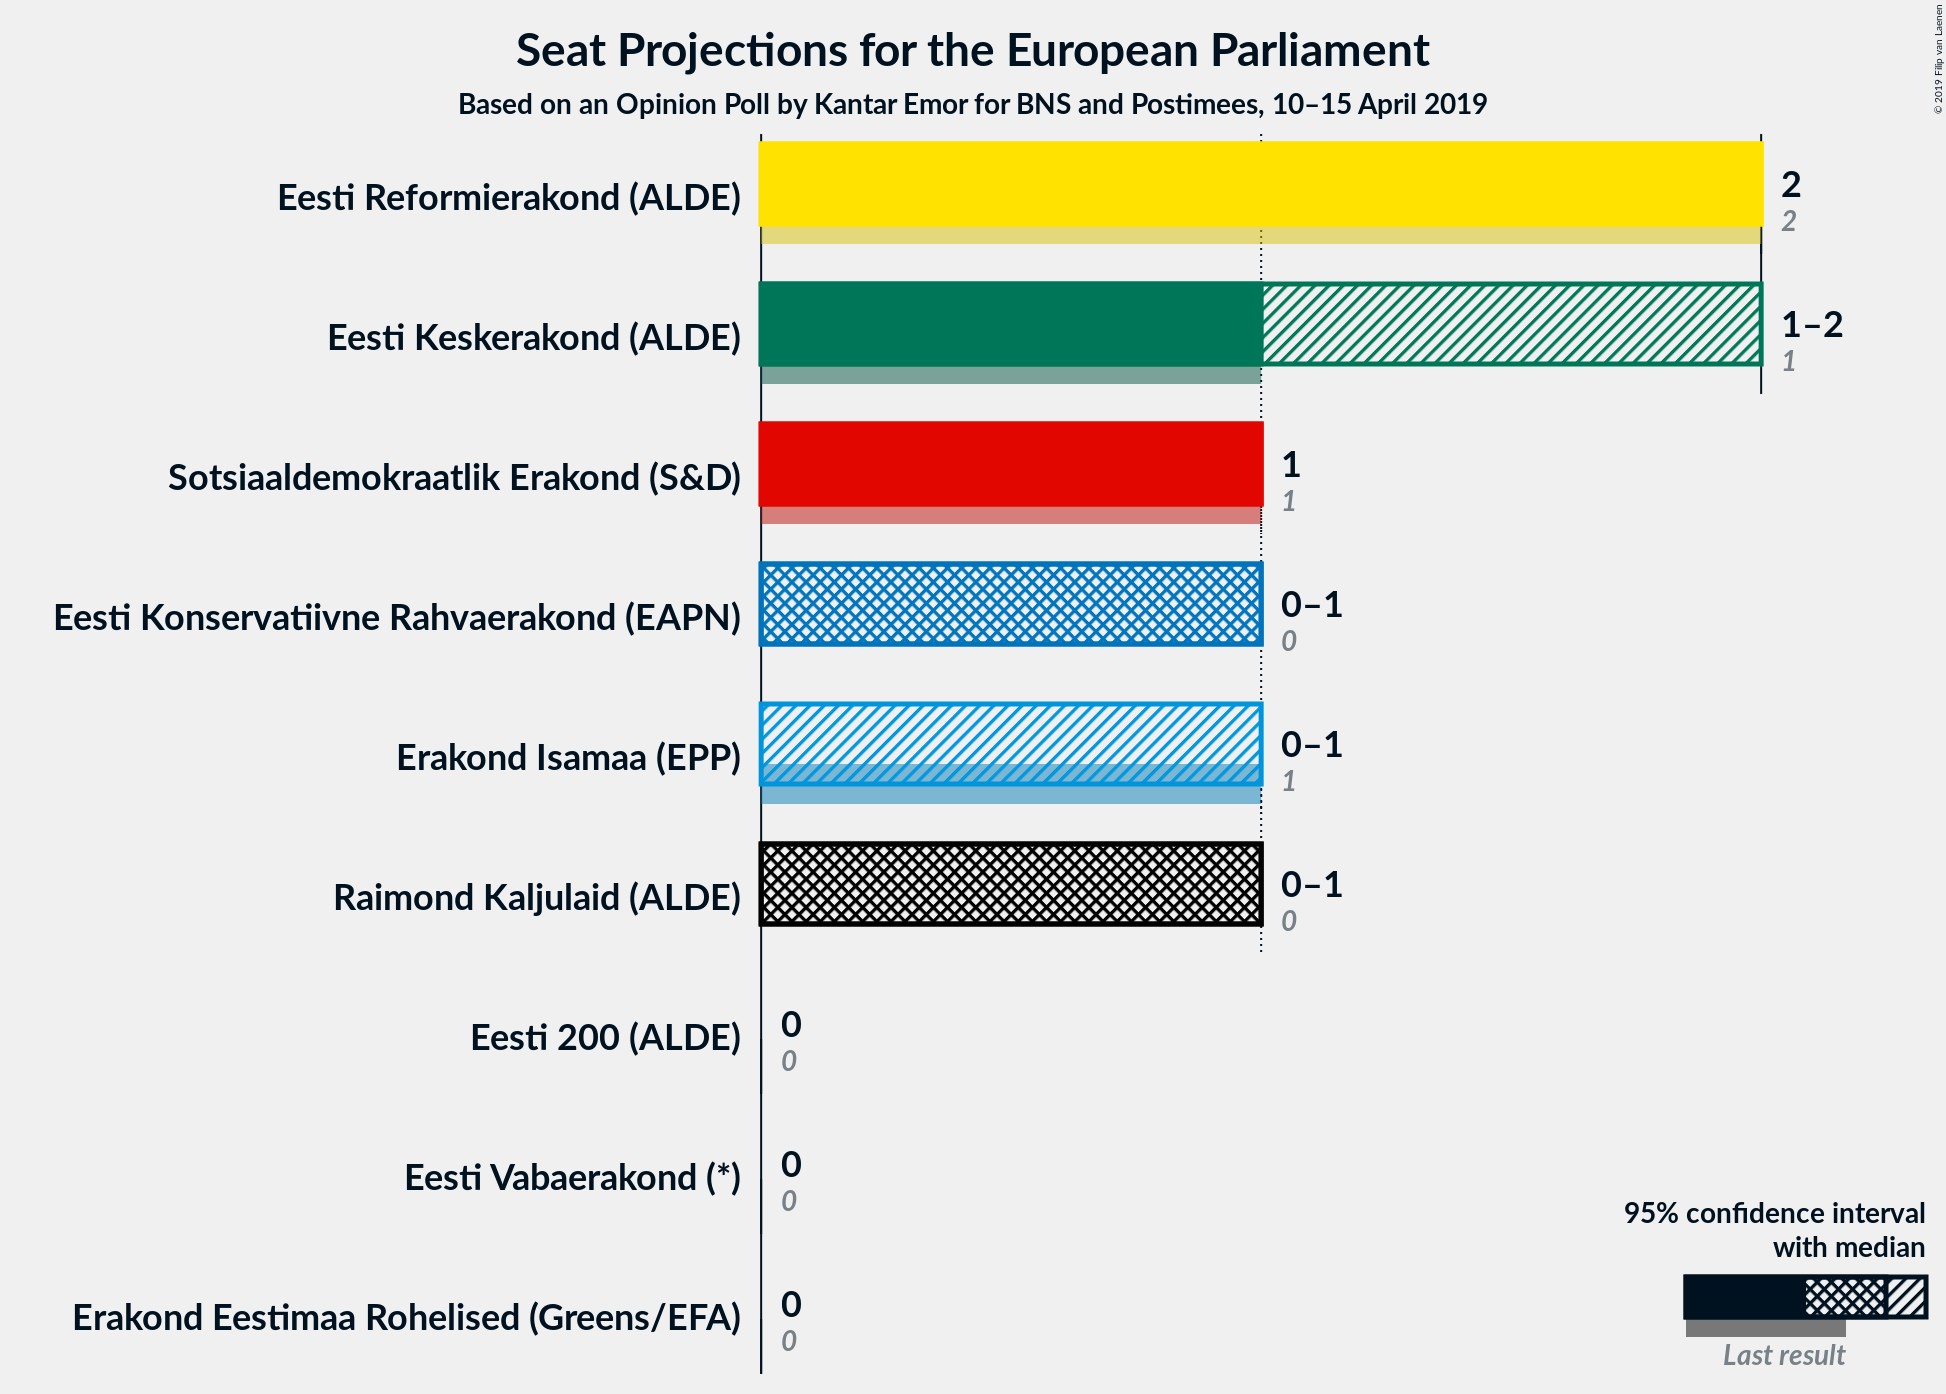 Seat Projections for the European Parliament
Based on an Opinion Poll by Kantar Emor for BNS and Postimees, 10–15 April 2019
© 2019 Filip van Laenen
Eesti Reformierakond (ALDE)
2
2
Eesti Keskerakond (ALDE)
1–2
1
Sotsiaaldemokraatlik Erakond (S&D)
1
1
Eesti Konservatiivne Rahvaerakond (EAPN)
0–1
0
Erakond Isamaa (EPP)
0–1
1
Raimond Kaljulaid (ALDE)
0–1
0
Eesti 200 (ALDE)
0
0
Eesti Vabaerakond (*)
0
0
Erakond Eestimaa Rohelised (Greens/EFA)
0
0
95% confidence interval
with median
Last result